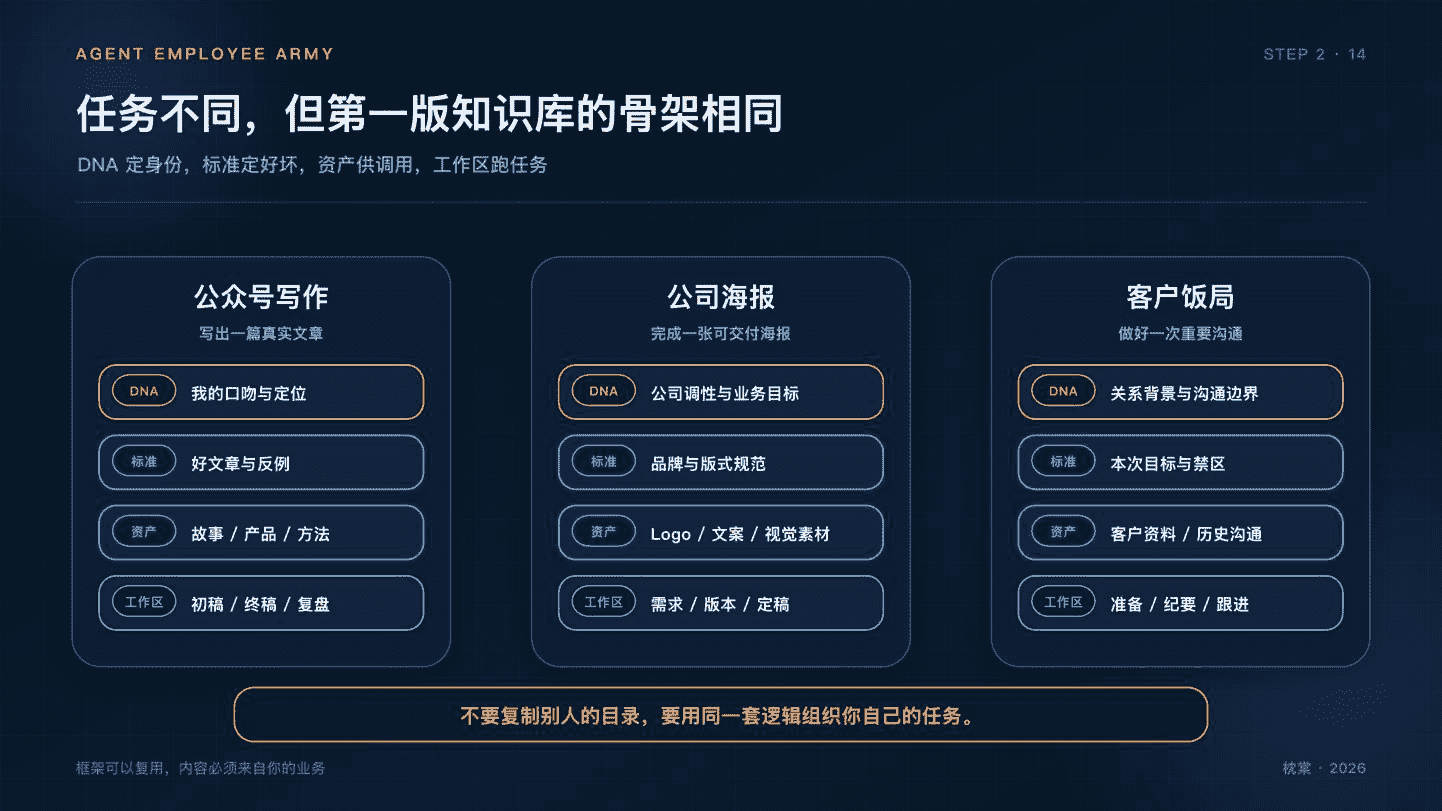 AGENT EMPLOYEE ARMY
STEP 2 · 14
任务不同，但第一版知识库的骨架相同
DNA 定身份，标准定好坏，资产供调用，工作区跑任务
公众号写作
写出一篇真实文章
DNA 我的口吻与定位
标准 好文章与反例
资产 故事 / 产品 / 方法
工作区 初稿 / 终稿 / 复盘
公司海报
完成一张可交付海报
DNA 公司调性与业务目标
标准 品牌与版式规范
资产 Logo / 文案 / 视觉素材
工作区 需求 / 版本 / 定稿
客户饭局
做好一次重要沟通
DNA 关系背景与沟通边界
标准 本次目标与禁区
资产 客户资料 / 历史沟通
工作区 准备 / 纪要 / 跟进
不要复制别人的目录，要用同一套逻辑组织你自己的任务。
框架可以复用，内容必须来自你的业务
枕棠 · 2026